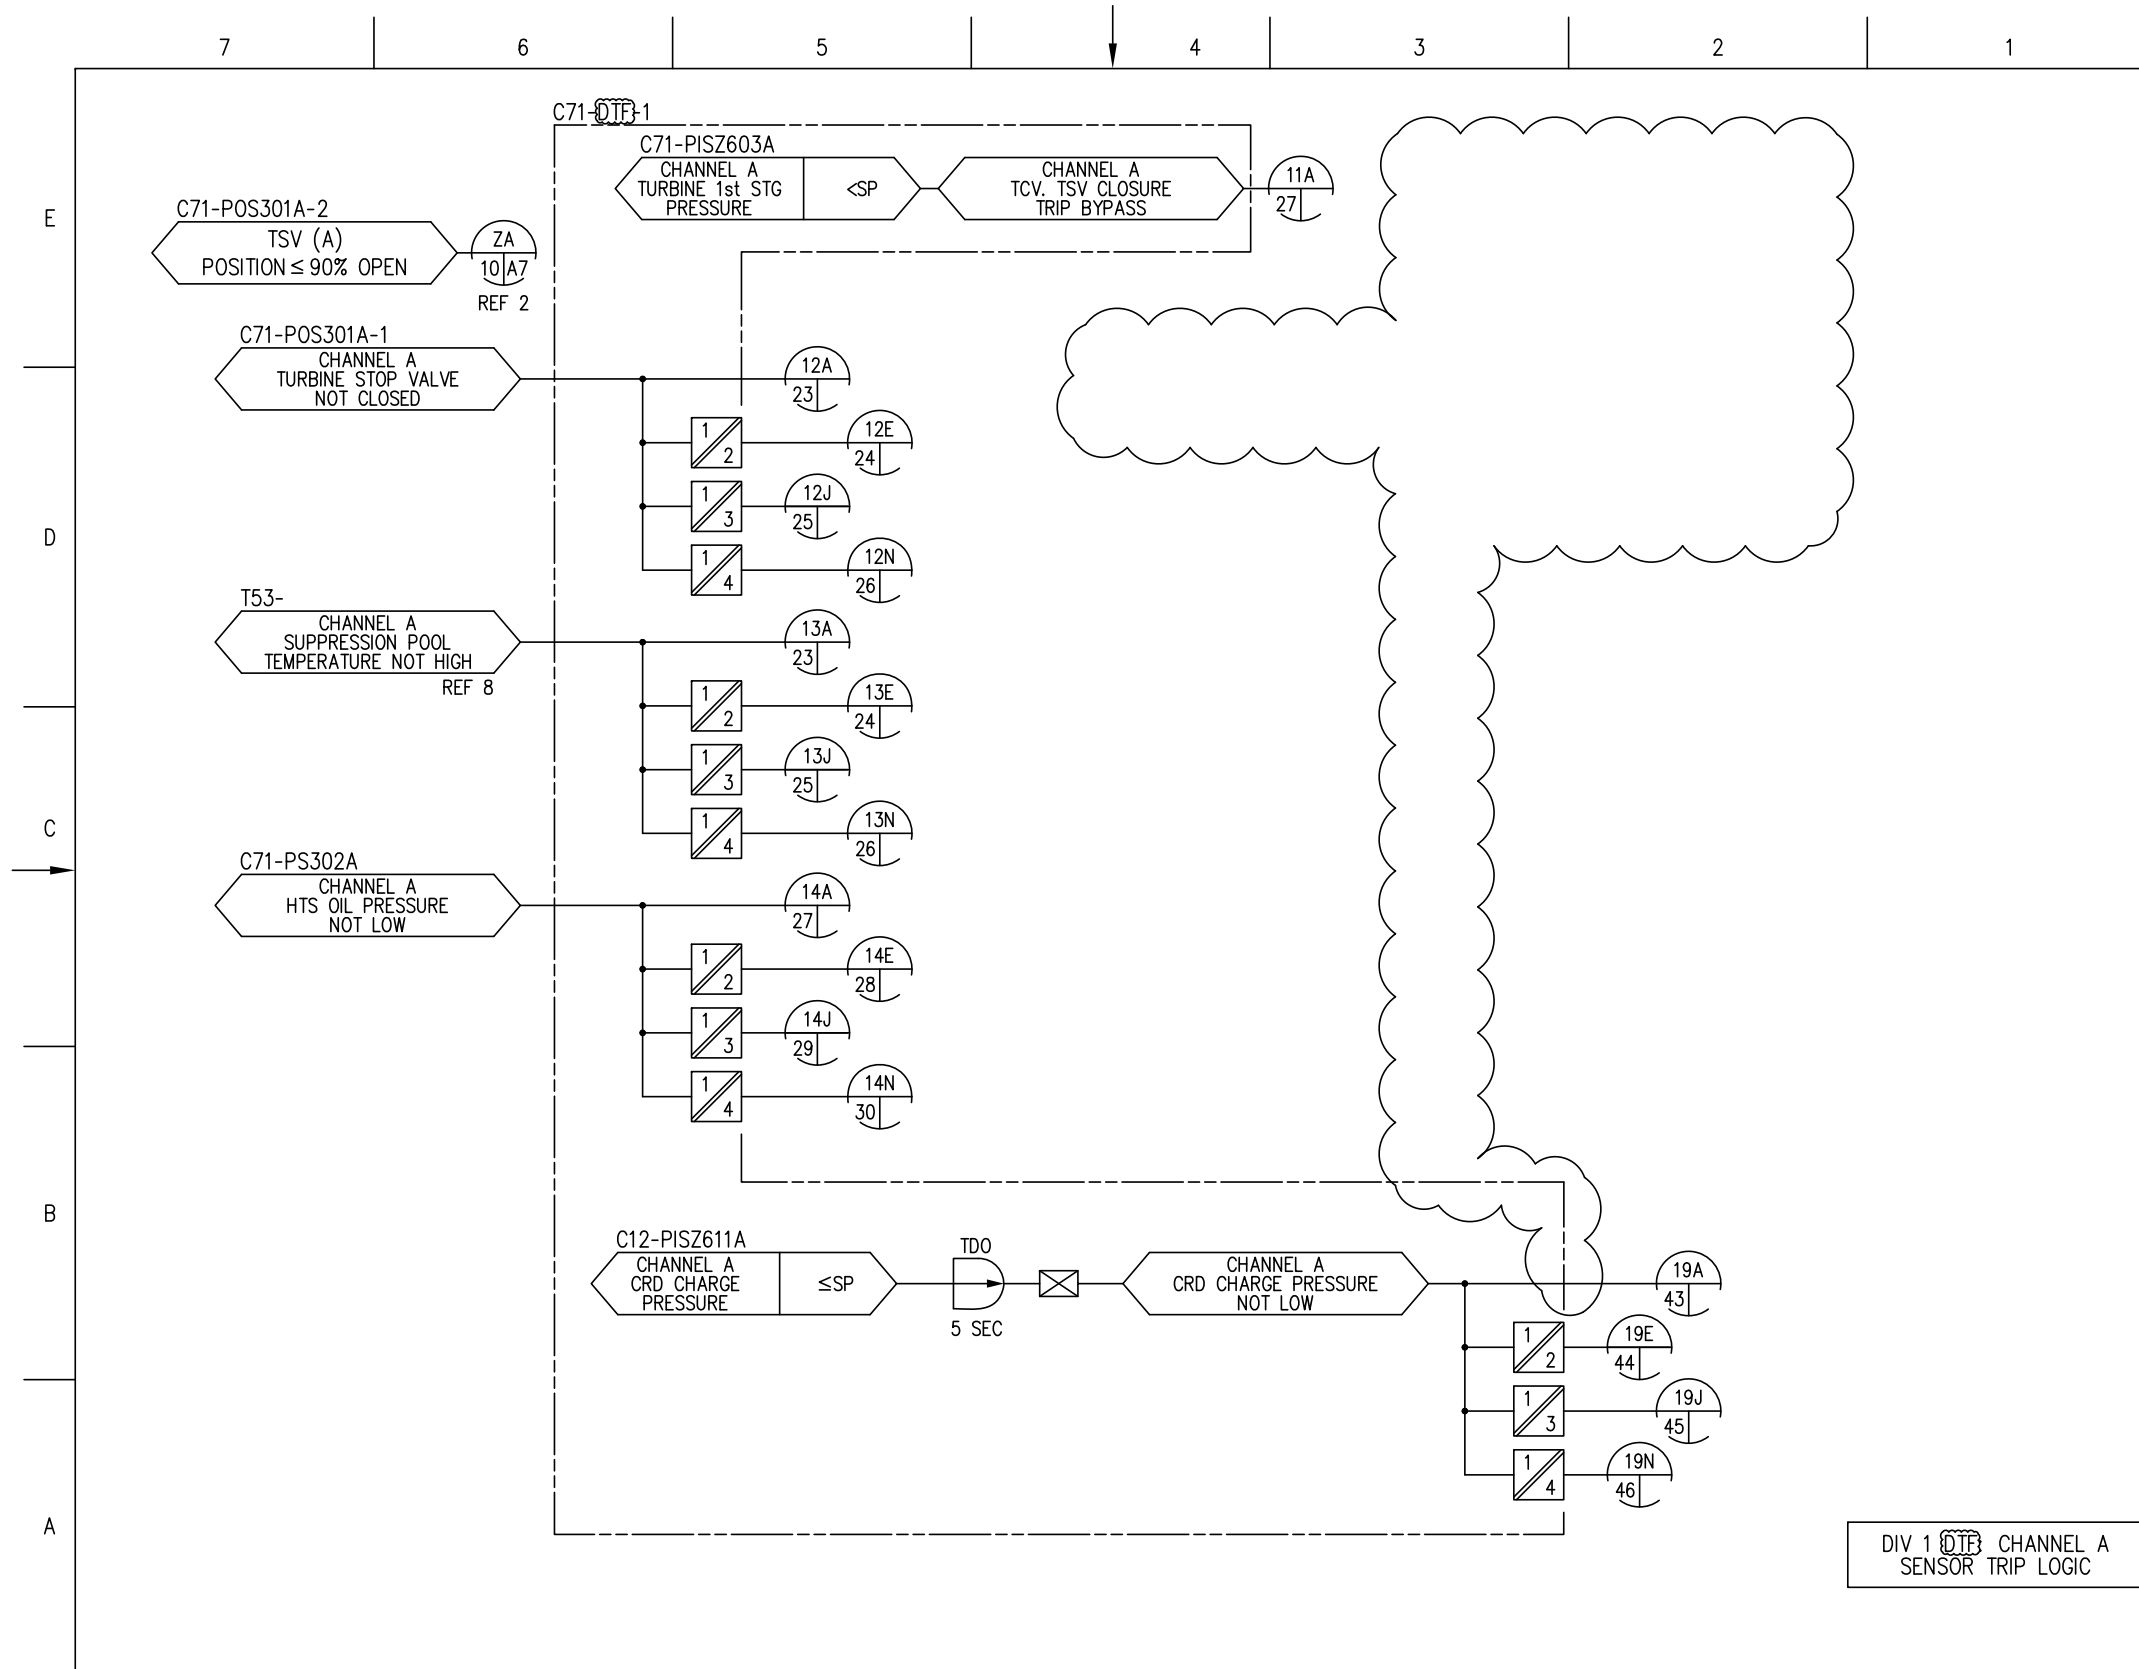 7 6 5 4 3 2 1
C71-DTF-1
C71-PISZ603A
CHANNEL A
TURBINE 1st STG
PRESSURE
<SP
CHANNEL A
TCV. TSV CLOSURE
TRIP BYPASS
11A
27
E
C71-POS301A-2
TSV (A)
POSITION ≤ 90% OPEN
ZA
10 A7
REF 2
C71-POS301A-1
CHANNEL A
TURBINE STOP VALVE
NOT CLOSED
12A
23
1
2
12E
24
1
3
12J
25
D
1
4
12N
26
T53-
CHANNEL A
SUPPRESSION POOL
TEMPERATURE NOT HIGH
REF 8
13A
23
1
2
13E
24
1
3
13J
25
C
1
4
13N
26
C71-PS302A
CHANNEL A
HTS OIL PRESSURE
NOT LOW
14A
27
1
2
14E
28
1
3
14J
29
1
4
14N
30
B
C12-PISZ611A
CHANNEL A
CRD CHARGE
PRESSURE
≤SP
TDO
5 SEC
CHANNEL A
CRD CHARGE PRESSURE
NOT LOW
19A
43
1
2
19E
44
1
3
19J
45
1
4
19N
46
A
DIV 1 DTF CHANNEL A
SENSOR TRIP LOGIC